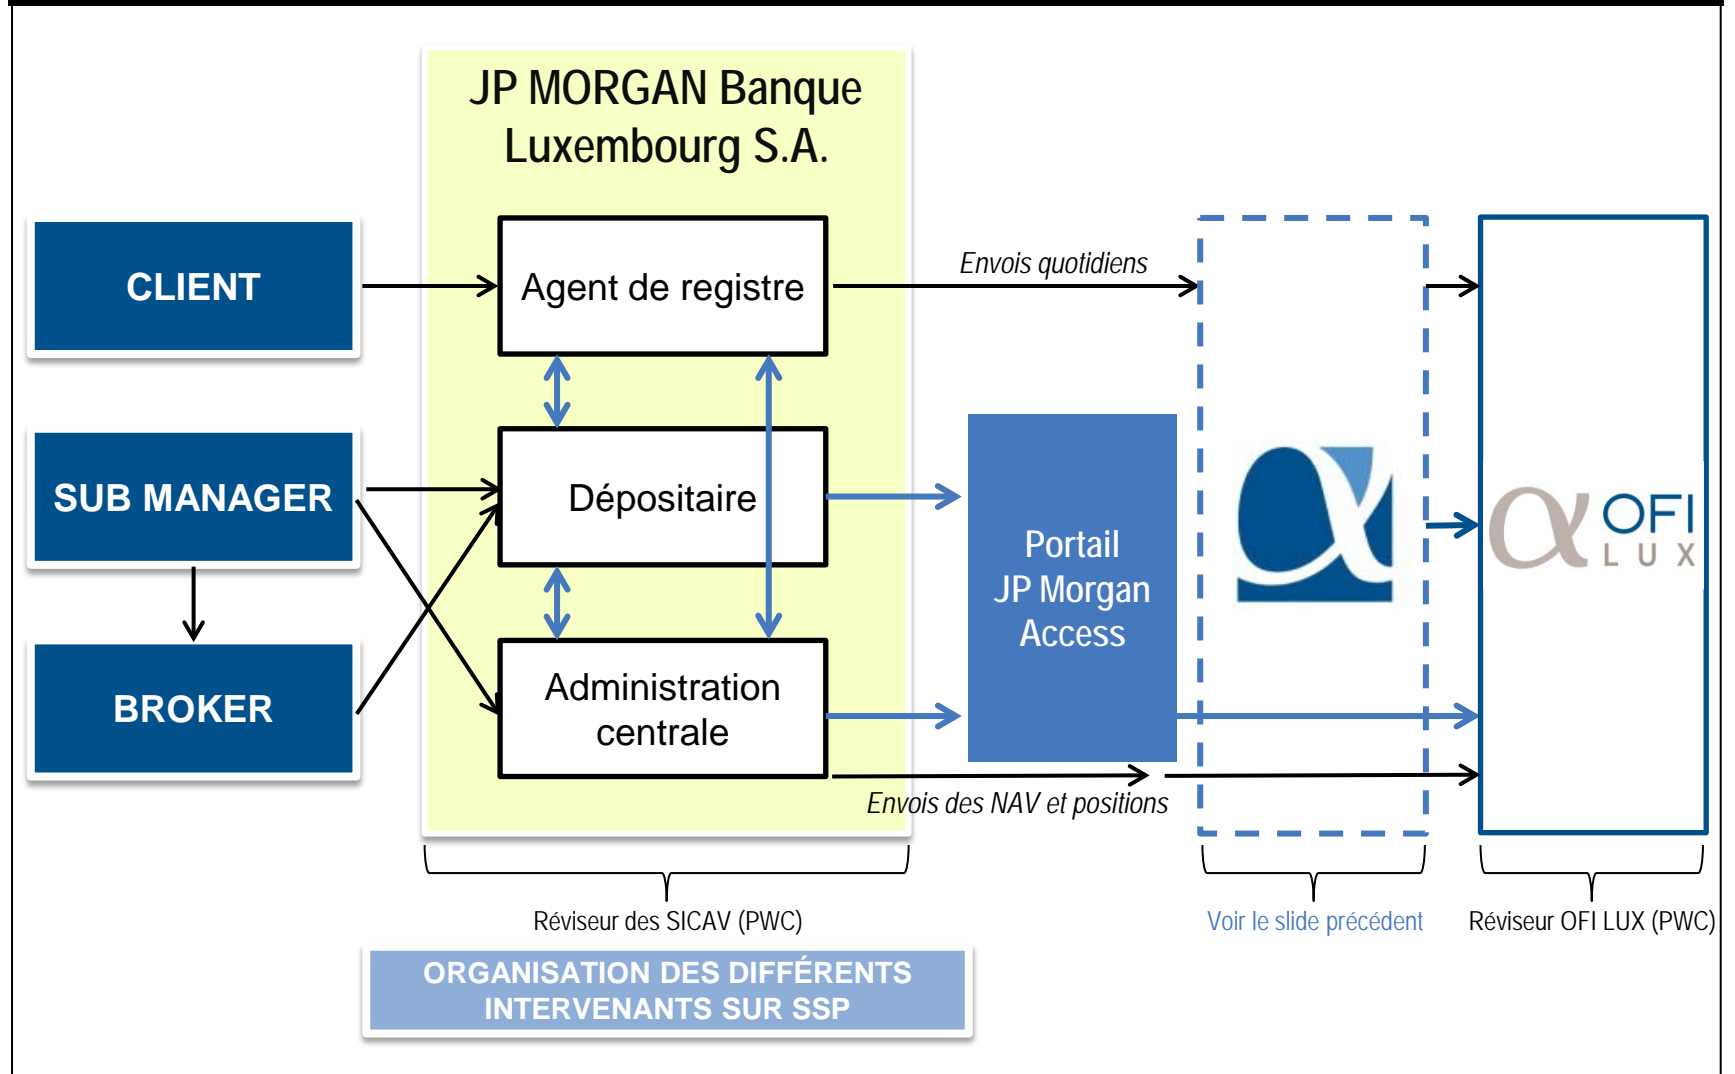 JP MORGAN Banque
Luxembourg S.A.
CLIENT
Agent de registre
Envois quotidiens
SUB MANAGER
Dépositaire
Portail
JP Morgan
Access
α OFI
LUX
BROKER
Administration
centrale
Envois des NAV et positions
Réviseur des SICAV (PWC)
Voir le slide précédent
Réviseur OFI LUX (PWC)
ORGANISATION DES DIFFÉRENTS
INTERVENANTS SUR SSP